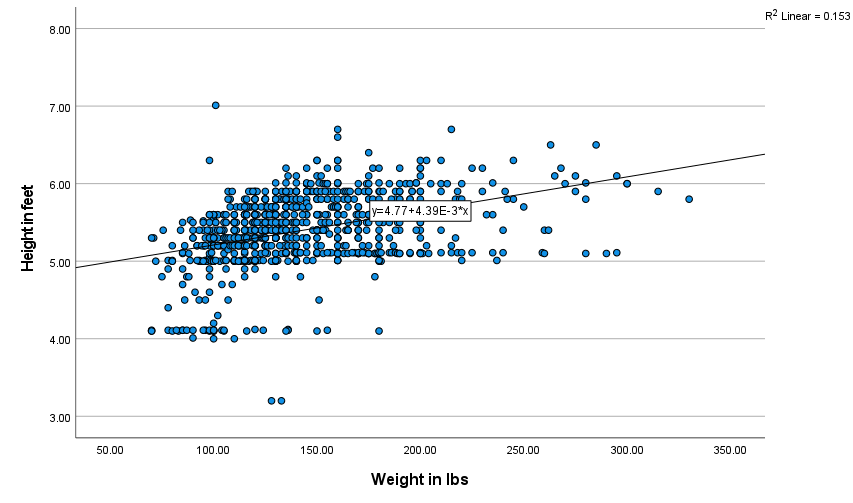 R2 Linear = 0.153
8.00
7.00
6.00
5.00
4.00
3.00
Height in feet
y=4.77+4.39E-3*x
50.00 100.00 150.00 200.00 250.00 300.00 350.00
Weight in lbs